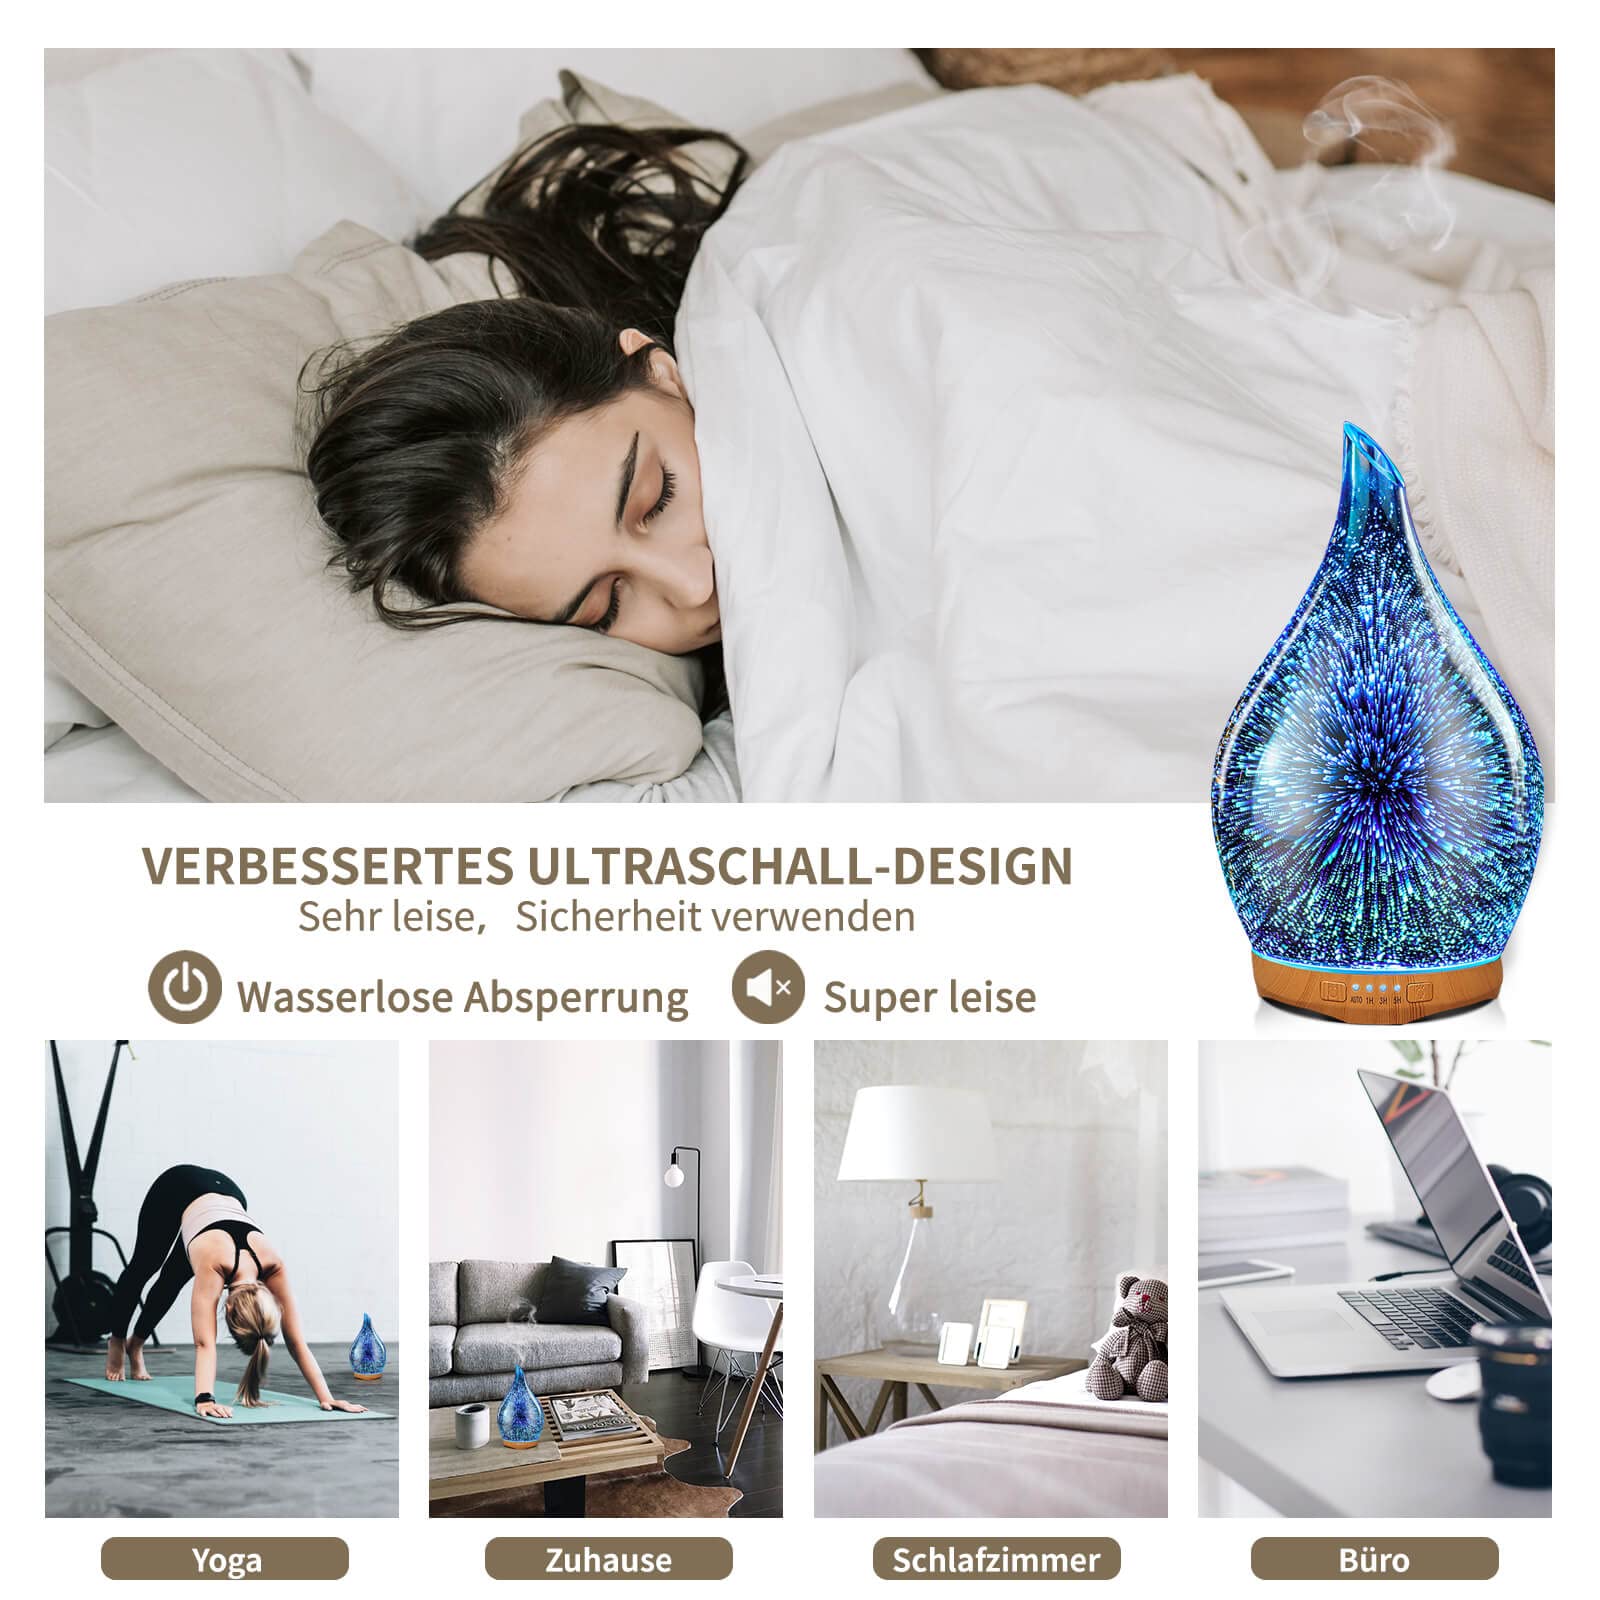 VERBESSERTES ULTRASCHALL-DESIGN
Sehr leise, Sicherheit verwenden
Wasserlose Absperrung
Super leise
AUTO 1H 3H 5H
Yoga
Zuhause
Schlafzimmer
Büro